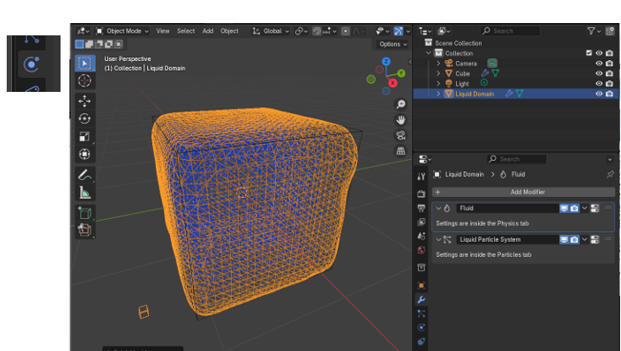 Object Mode View Select Add Object Global
Search
Options
User Perspective
(1) Collection | Liquid Domain
Z
Y
X
Scene Collection
Collection
Camera
Cube
Light
Liquid Domain
Search
Liquid Domain Fluid
Add Modifier
Fluid
Settings are inside the Physics tab
Liquid Particle System
Settings are inside the Particles tab